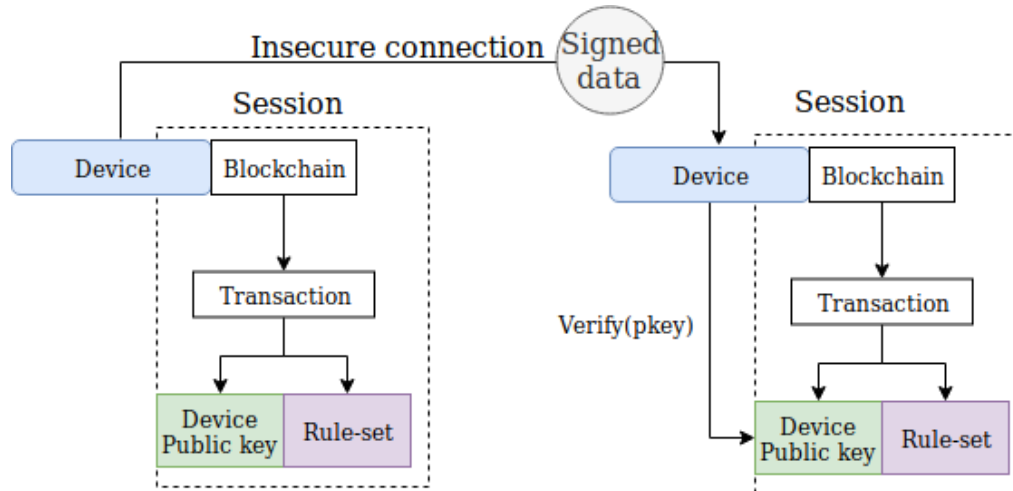 Insecure connection
Signed
data
Session
Device
Blockchain
Transaction
Device
Public key
Rule-set
Session
Device
Blockchain
Transaction
Verify(pkey)
Device
Public key
Rule-set